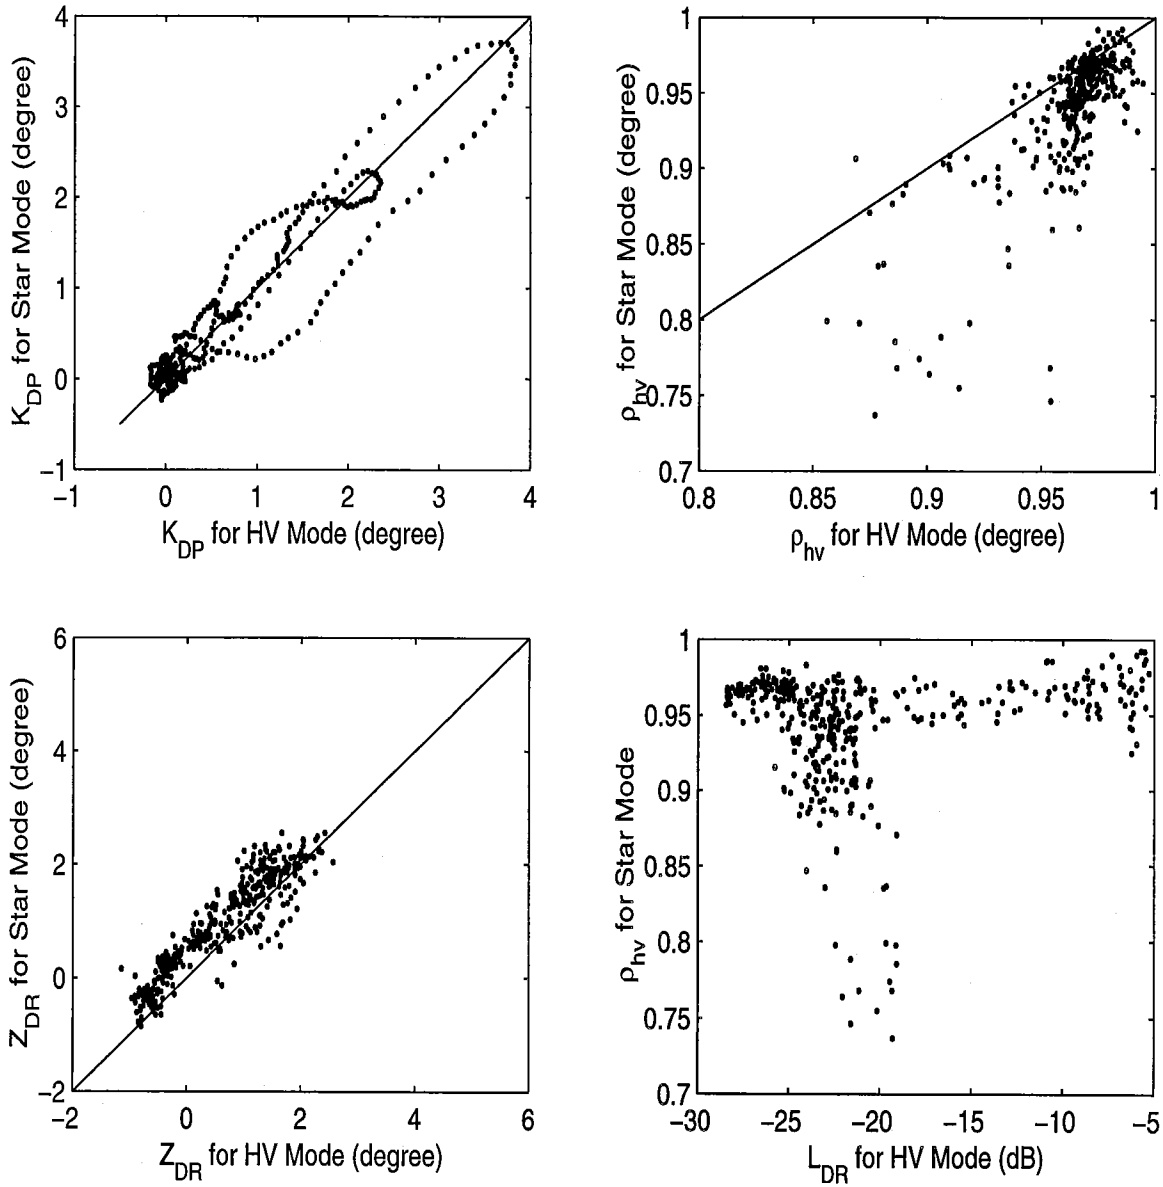 4
3
2
1
0
−1
K_DP for Star Mode (degree)
−1 0 1 2 3 4
K_DP for HV Mode (degree)
1
0.95
0.9
0.85
0.8
0.75
0.7
ρ_hv for Star Mode (degree)
0.8 0.85 0.9 0.95 1
ρ_hv for HV Mode (degree)
6
4
2
0
−2
Z_DR for Star Mode (degree)
−2 0 2 4 6
Z_DR for HV Mode (degree)
1
0.95
0.9
0.85
0.8
0.75
0.7
ρ_hv for Star Mode
−30 −25 −20 −15 −10 −5
L_DR for HV Mode (dB)